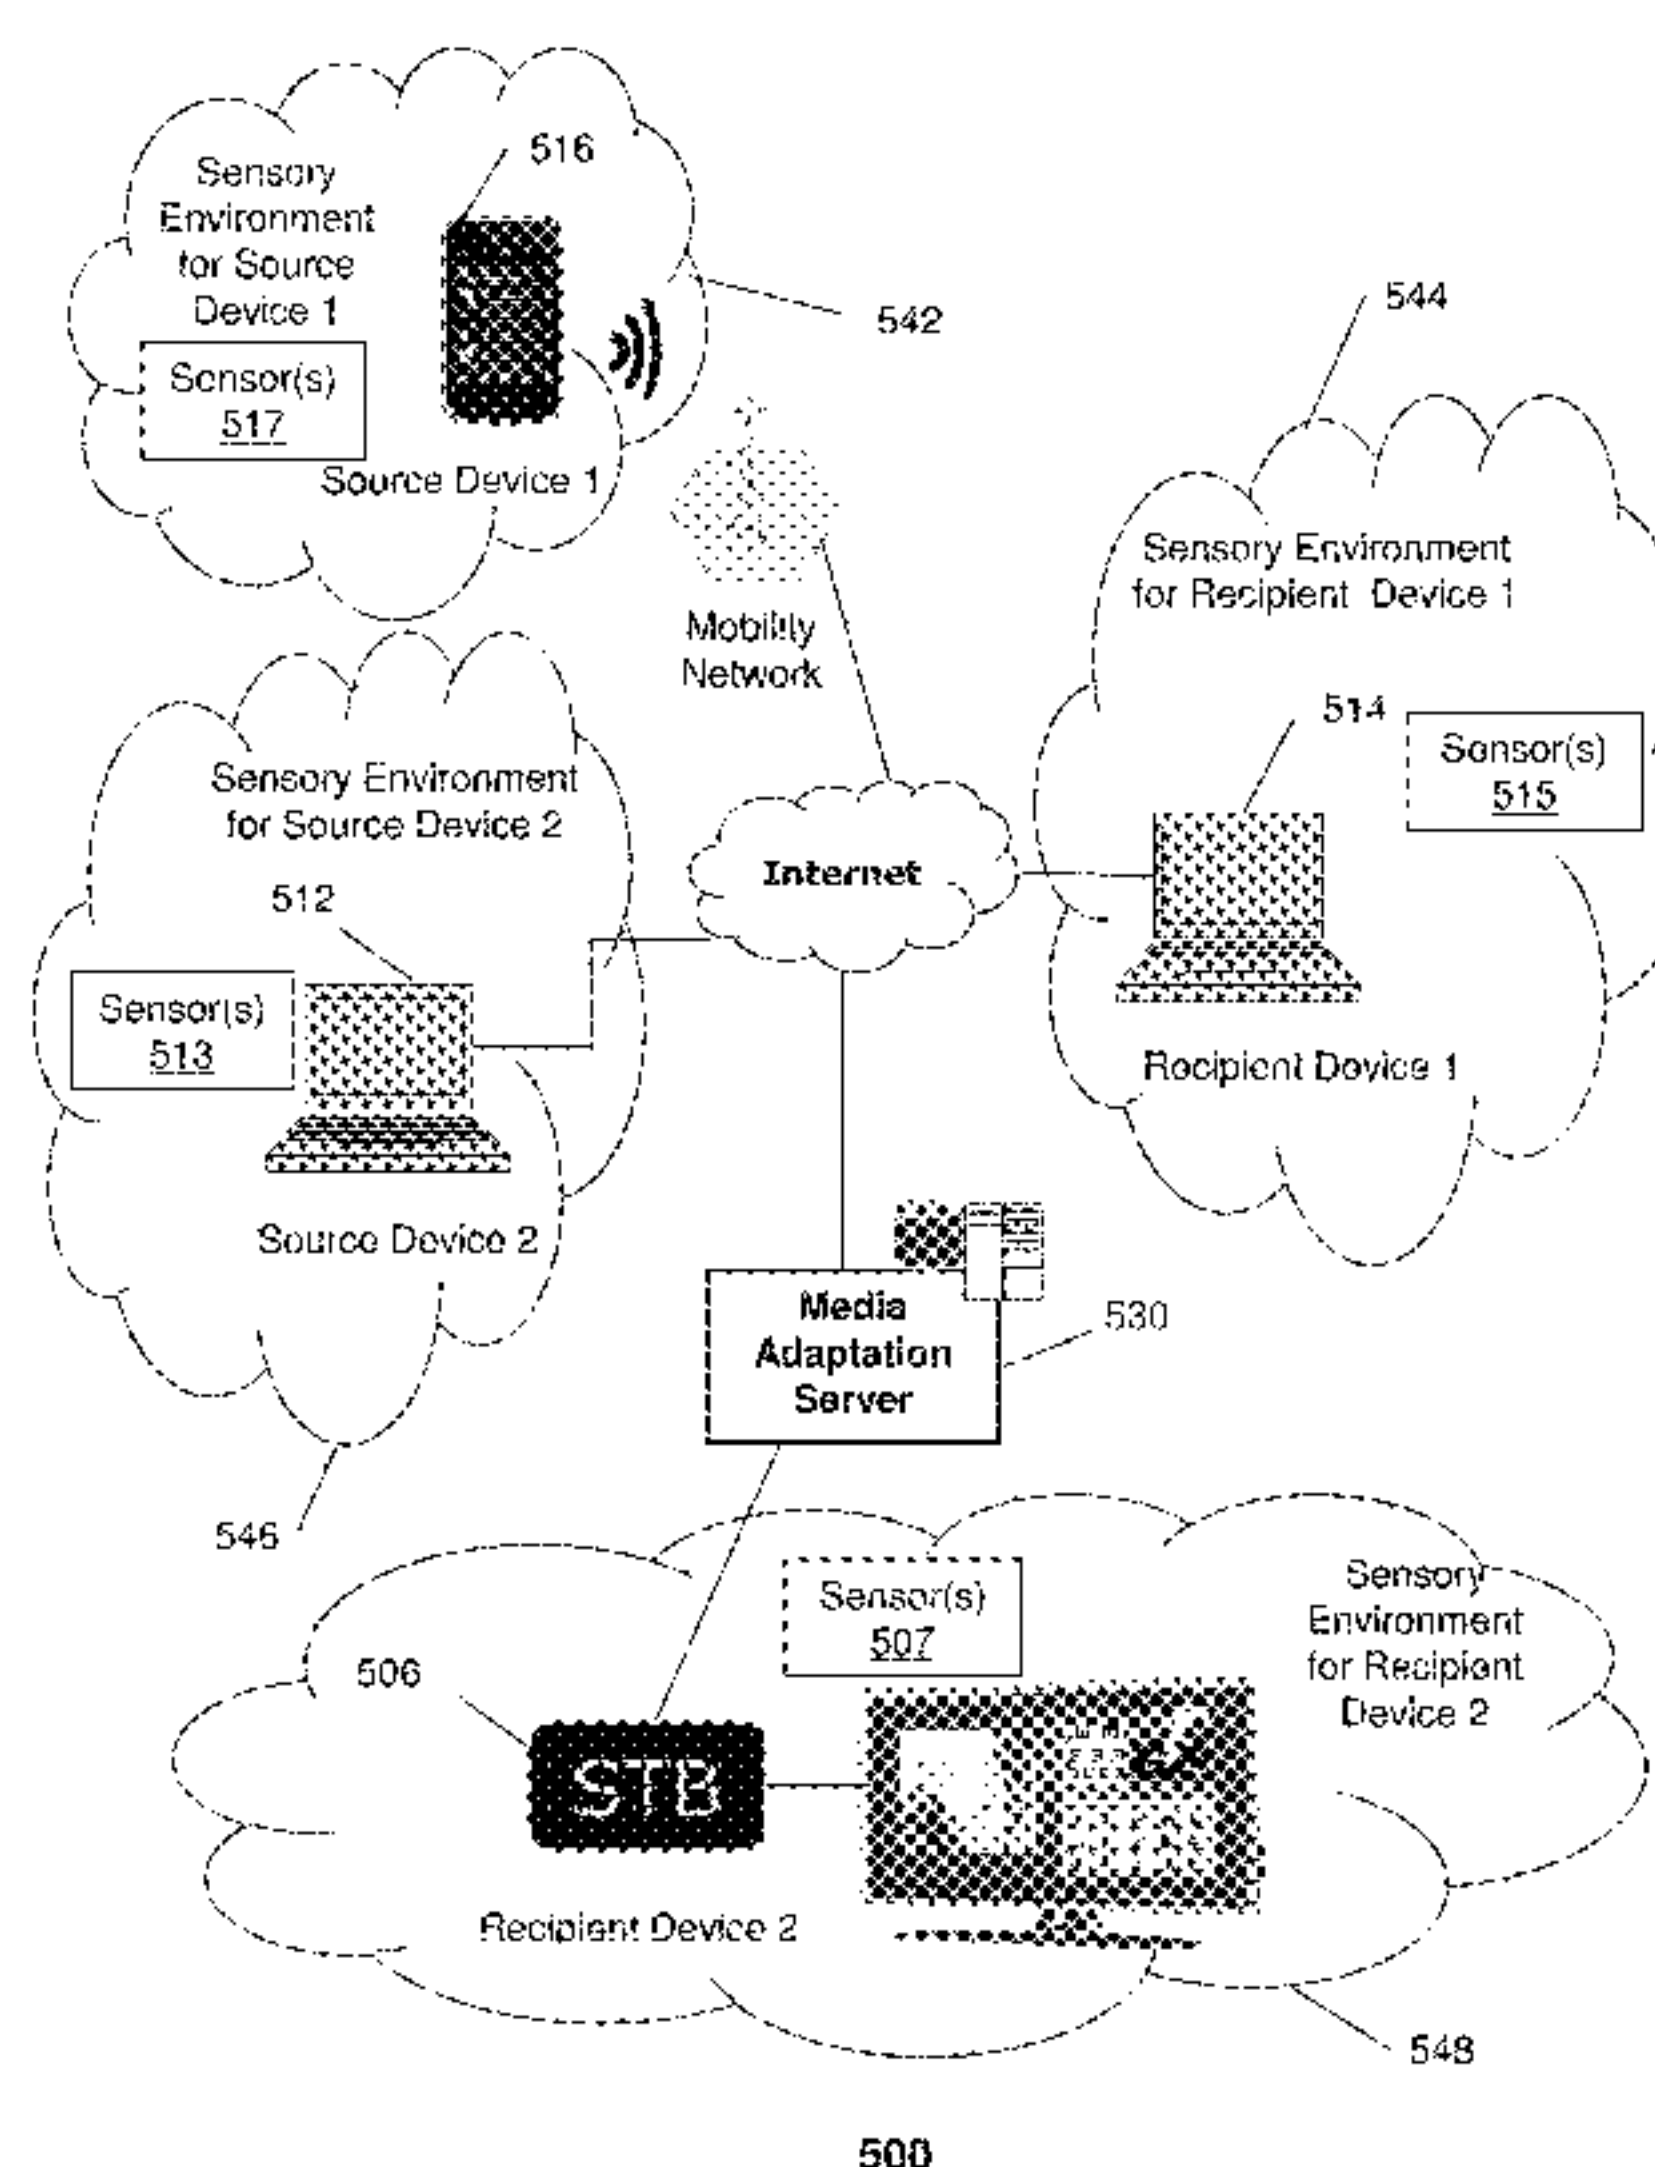 516
Sensory
Environment
for Source
Device 1
542
544
Sensor(s)
517
Source Device 1
Sensory Environment
for Recipient Device 1
Mobility
Network
514
Sensor(s)
515
Sensory Environment
for Source Device 2
Internet
512
Sensor(s)
513
Recipient Device 1
Source Device 2
Media
Adaptation
Server
530
546
Sensor(s)
507
Sensory
Environment
for Recipient
Device 2
506
STB
Recipient Device 2
548
500